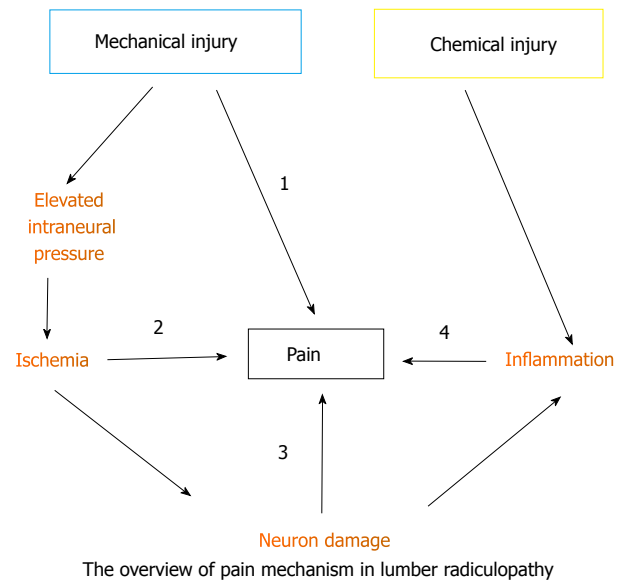 Mechanical injury
Chemical injury
1
Elevated
intraneural
pressure
2
4
Ischemia
Pain
Inflammation
3
Neuron damage
The overview of pain mechanism in lumber radiculopathy